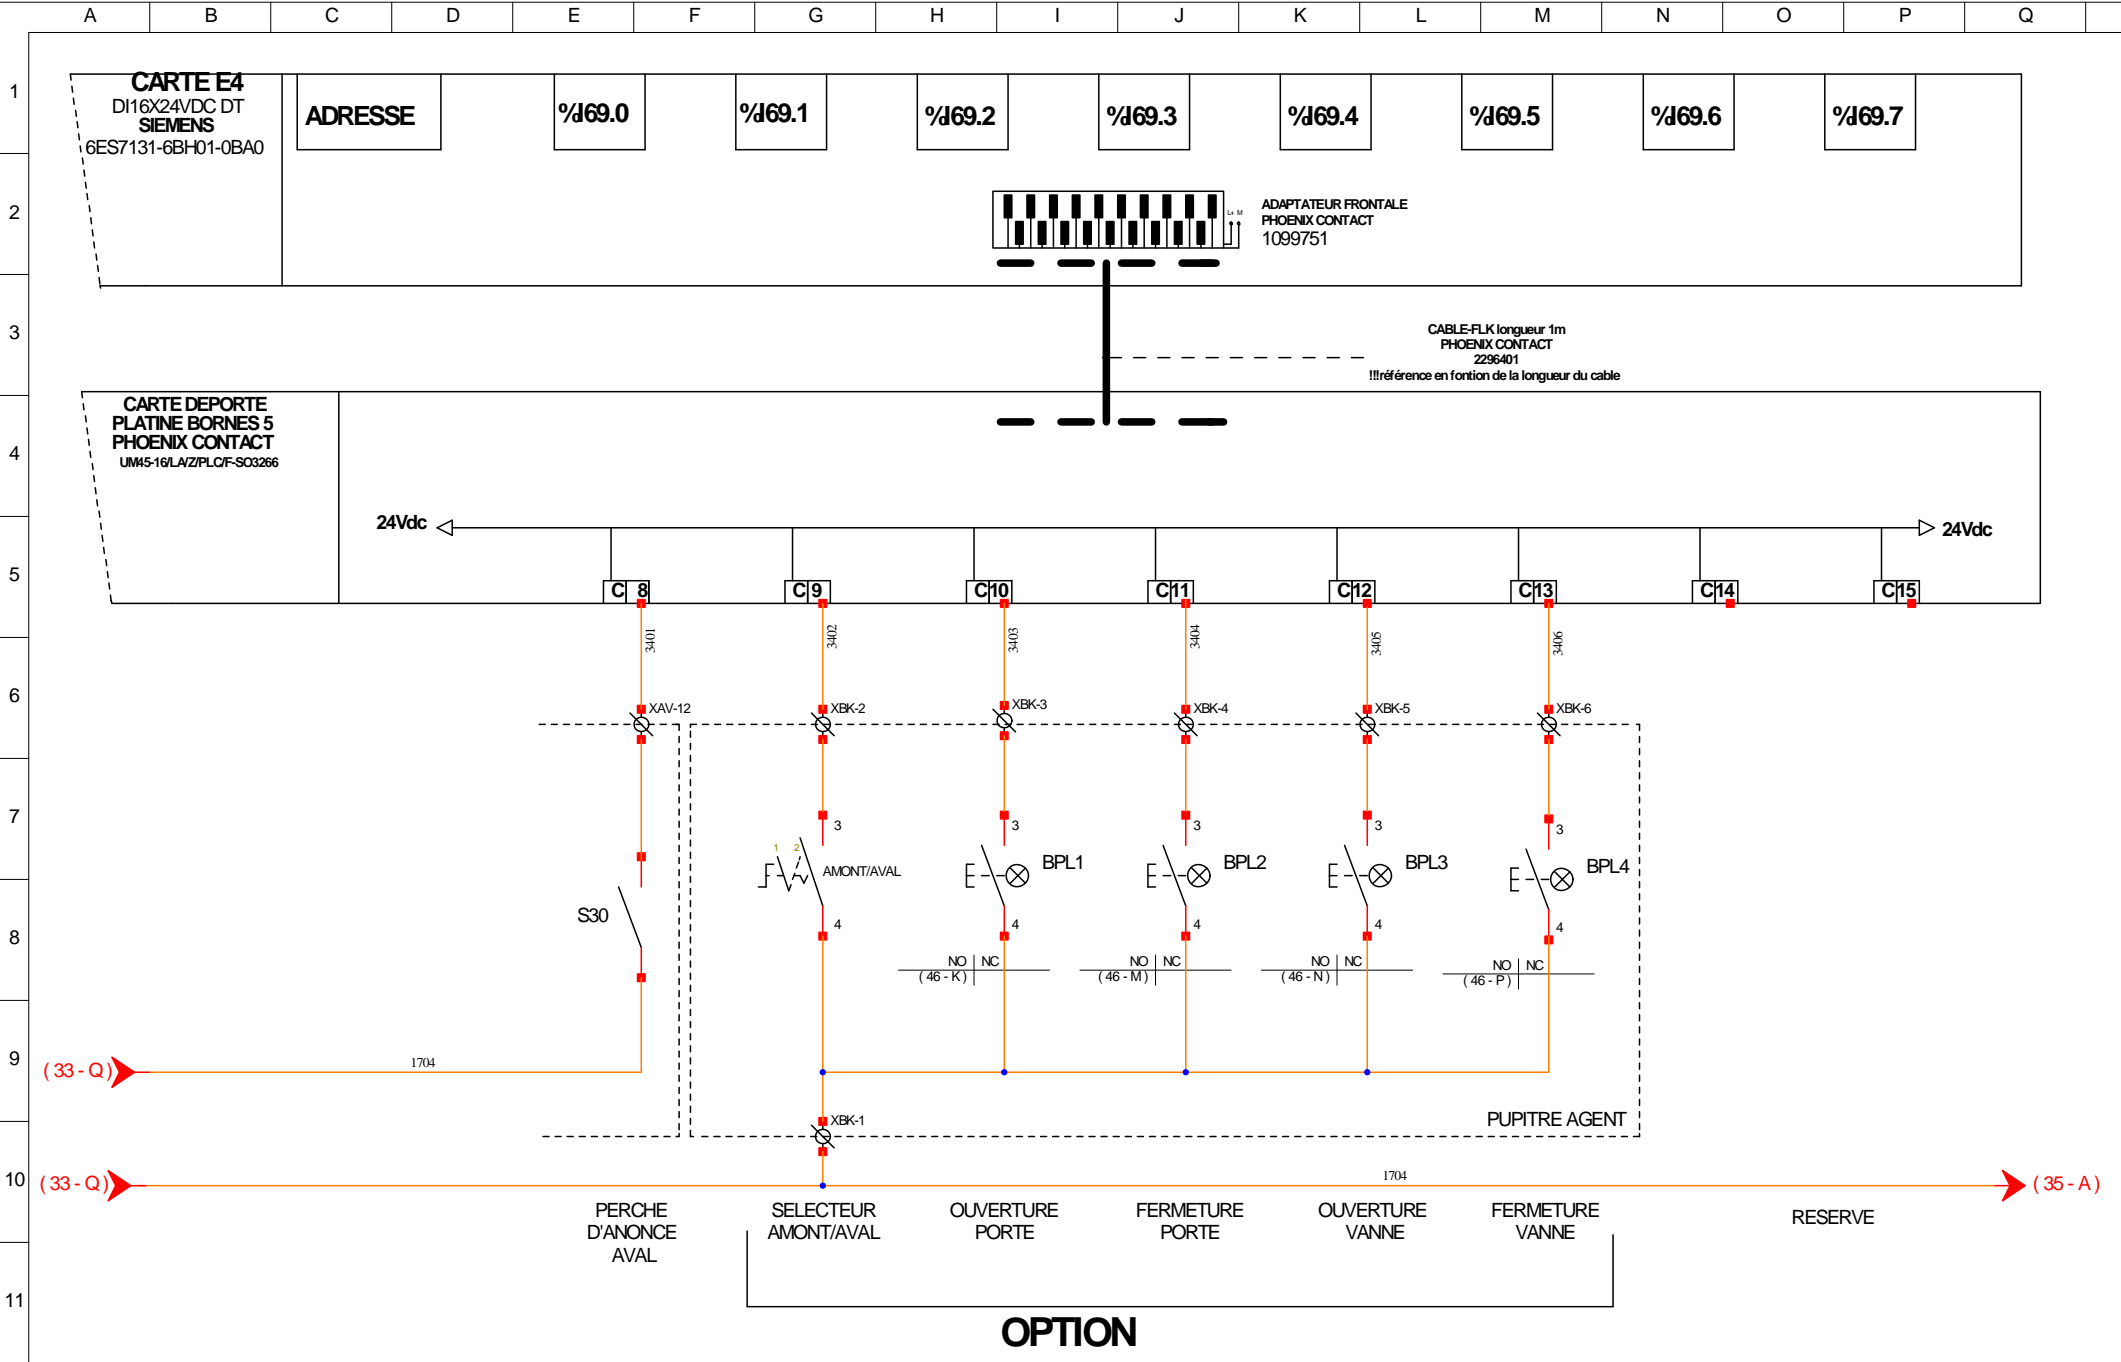 A B C D E F G H I J K L M N O P Q
1
CARTE E4
DI16X24VDC DT
SIEMENS
6ES7131-6BH01-0BA0
ADRESSE
%I69.0 %I69.1 %I69.2 %I69.3 %I69.4 %I69.5 %I69.6 %I69.7
2
L+ M
ADAPTATEUR FRONTALE
PHOENIX CONTACT
1099751
3
CABLE-FLK longueur 1m
PHOENIX CONTACT
2296401
!!!référence en fontion de la longueur du cable
4
CARTE DEPORTE
PLATINE BORNES 5
PHOENIX CONTACT
UM45-16/LA/Z/PLC/F-SO3266
24Vdc 24Vdc
5
C 8 C 9 C 10 C 11 C 12 C 13 C 14 C 15
3401 3402 3403 3404 3405 3406
6
XAV-12 XBK-2 XBK-3 XBK-4 XBK-5 XBK-6
7
3 3 3 3 3 3
1 2
AMONT/AVAL BPL1 BPL2 BPL3 BPL4
S30
8
4 4 4 4 4
NO NC NO NC NO NC NO NC
( 46 - K ) ( 46 - M ) ( 46 - N ) ( 46 - P )
9
( 33 - Q ) 1704
XBK-1 PUPITRE AGENT
10
( 33 - Q ) 1704 ( 35 - A )
PERCHE
D'ANONCE
AVAL
SELECTEUR
AMONT/AVAL
OUVERTURE
PORTE
FERMETURE
PORTE
OUVERTURE
VANNE
FERMETURE
VANNE
RESERVE
11
OPTION